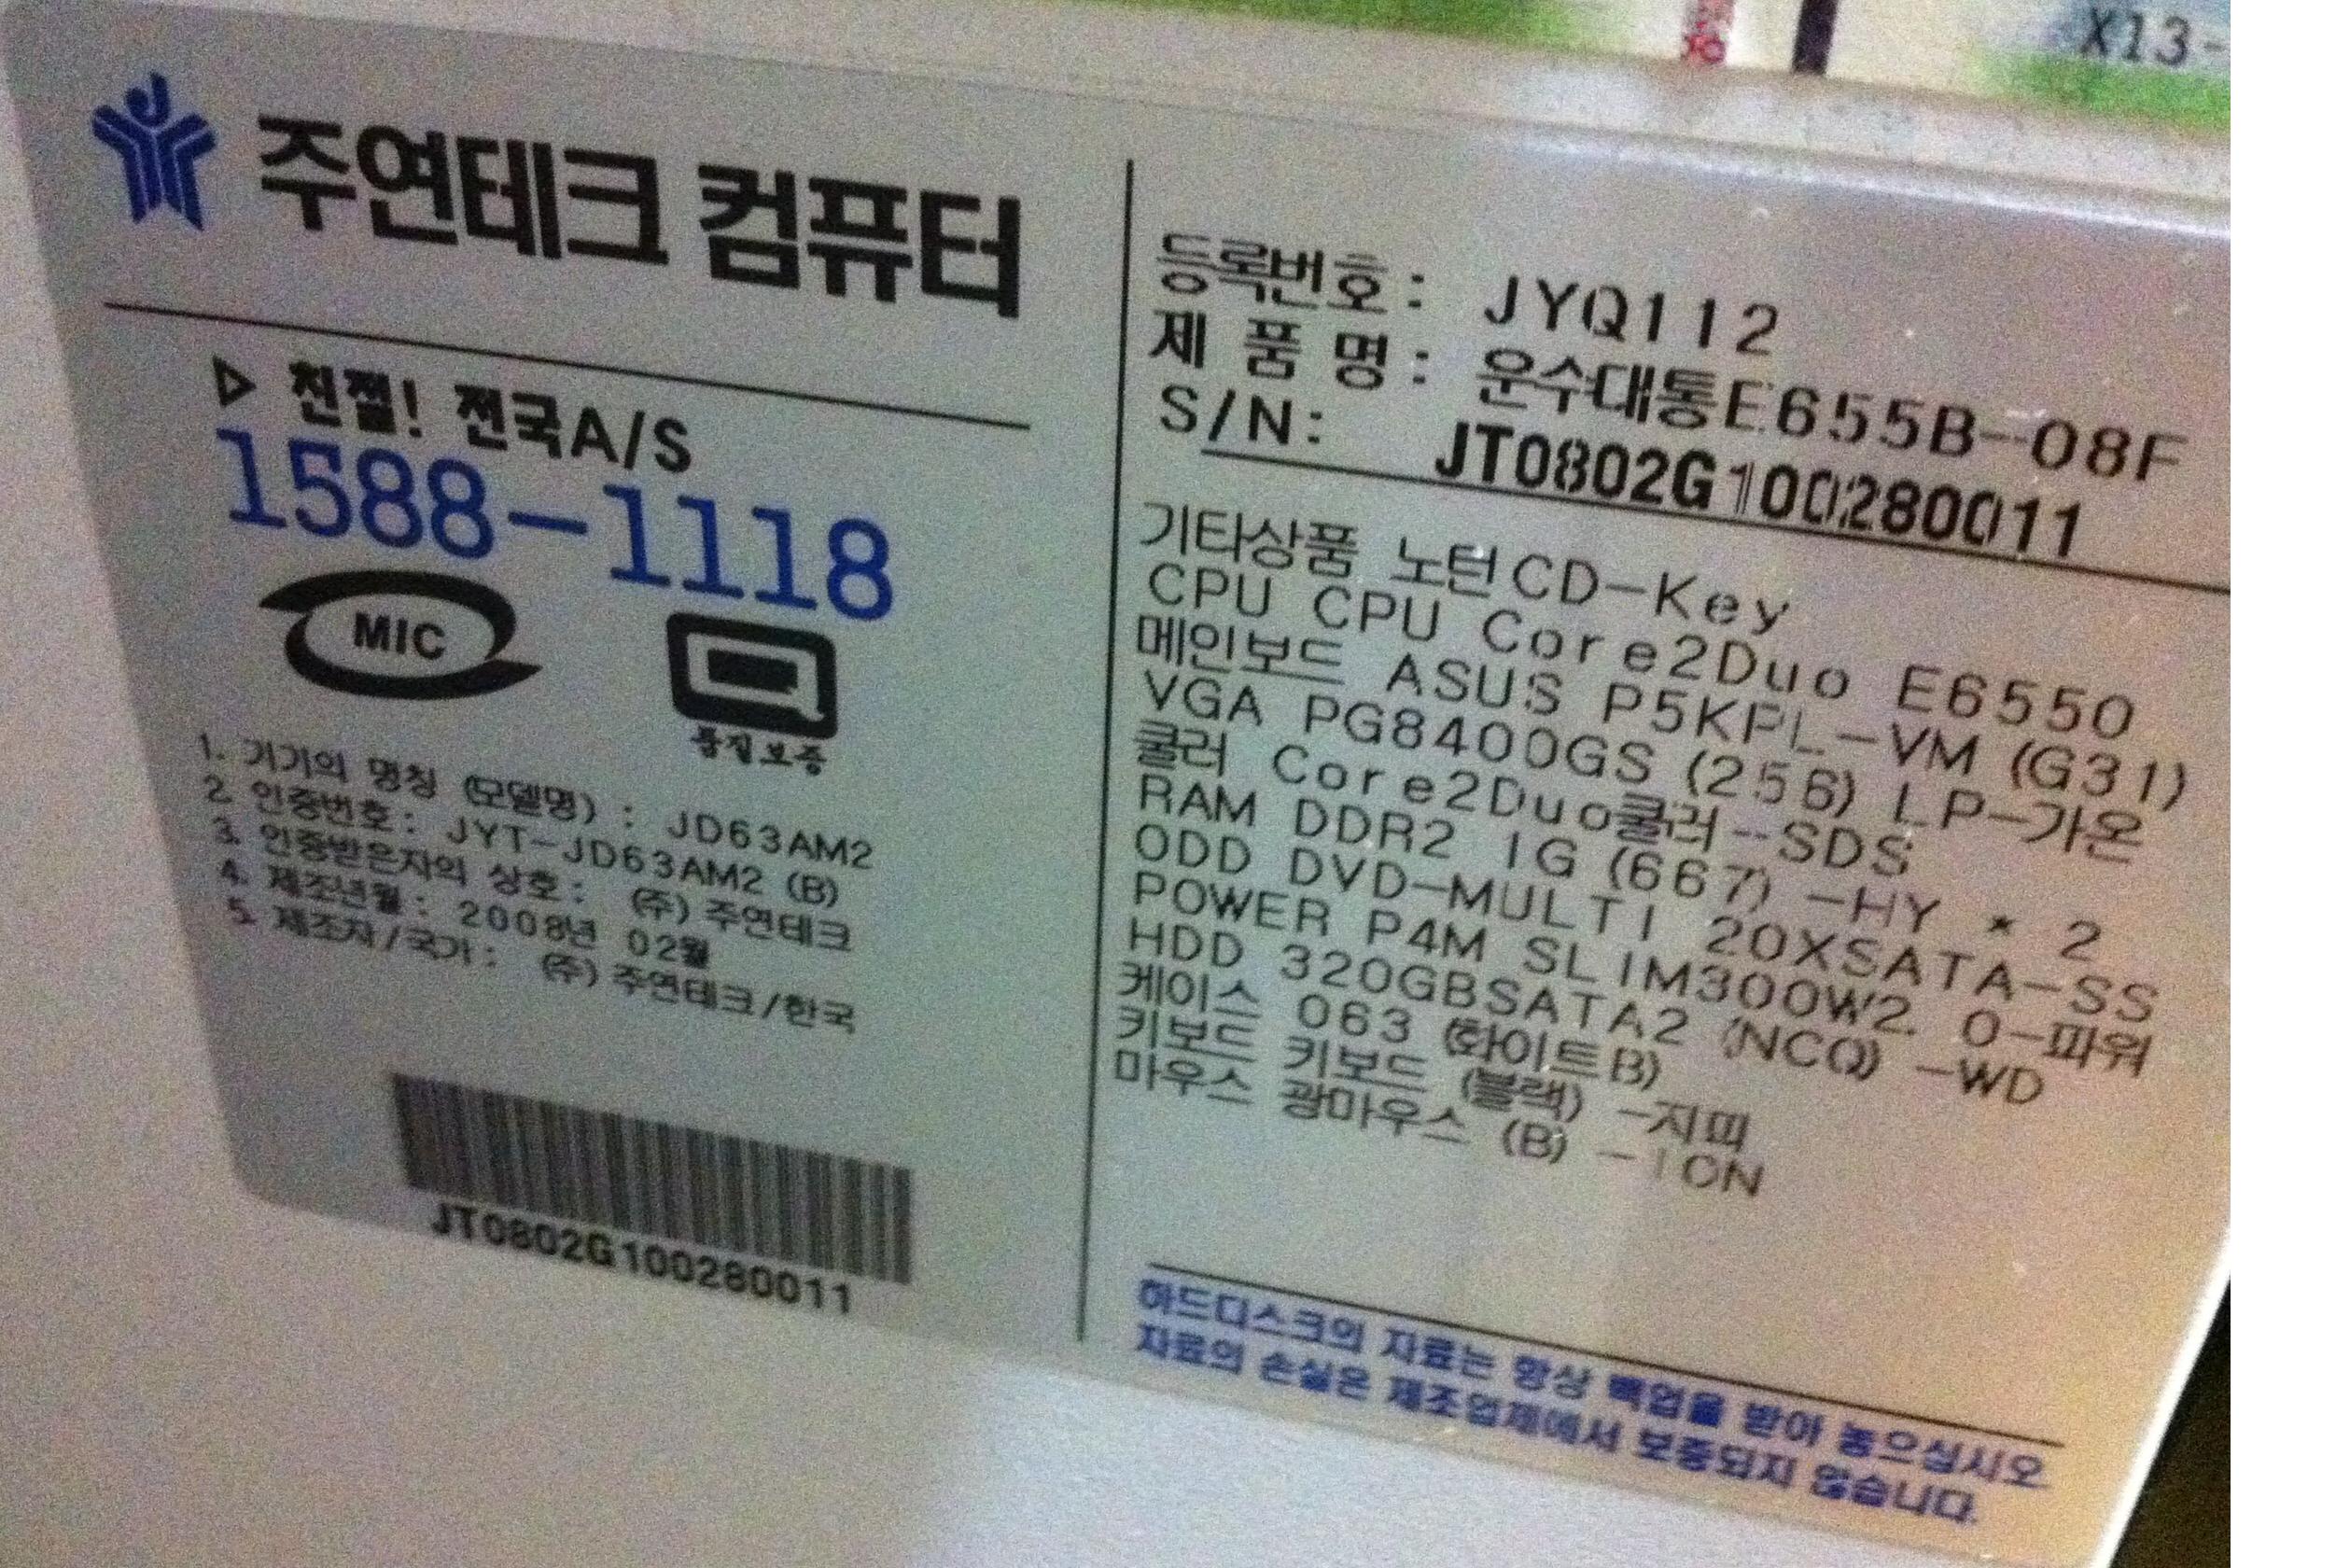 X13-
주연테크 컴퓨터
▷ 친절! 전국A/S
1588-1118
MIC
품질보증
1. 기기의 명칭 (모델명) : JD63AM2
2. 인증번호 : JYT-JD63AM2 (B)
3. 인증받은자의 상호 : (주) 주연테크
4. 제조년월 : 2008년 02월
5. 제조자/국가 : (주) 주연테크/한국
JT0802G100280011
등록번호 : JYQ112
제 품 명 : 운수대통E655B-08F
S/N: JT0802G100280011
기타상품 노턴CD-Key
CPU CPU Core2Duo E6550
메인보드 ASUS P5KPL-VM (G31)
VGA PG8400GS (256) LP-가온
쿨러 Core2Duo쿨러-SDS
RAM DDR2 1G (667) -HY * 2
ODD DVD-MULTI 20XSATA-SS
POWER P4M SLIM300W2.0-파워
HDD 320GBSATA2 (NCQ) -WD
케이스 063 (화이트B)
키보드 키보드 (블랙) -지피
마우스 광마우스 (B) -ION
하드디스크의 자료는 항상 백업을 받아 놓으십시오
자료의 손실은 제조업체에서 보증되지 않습니다.